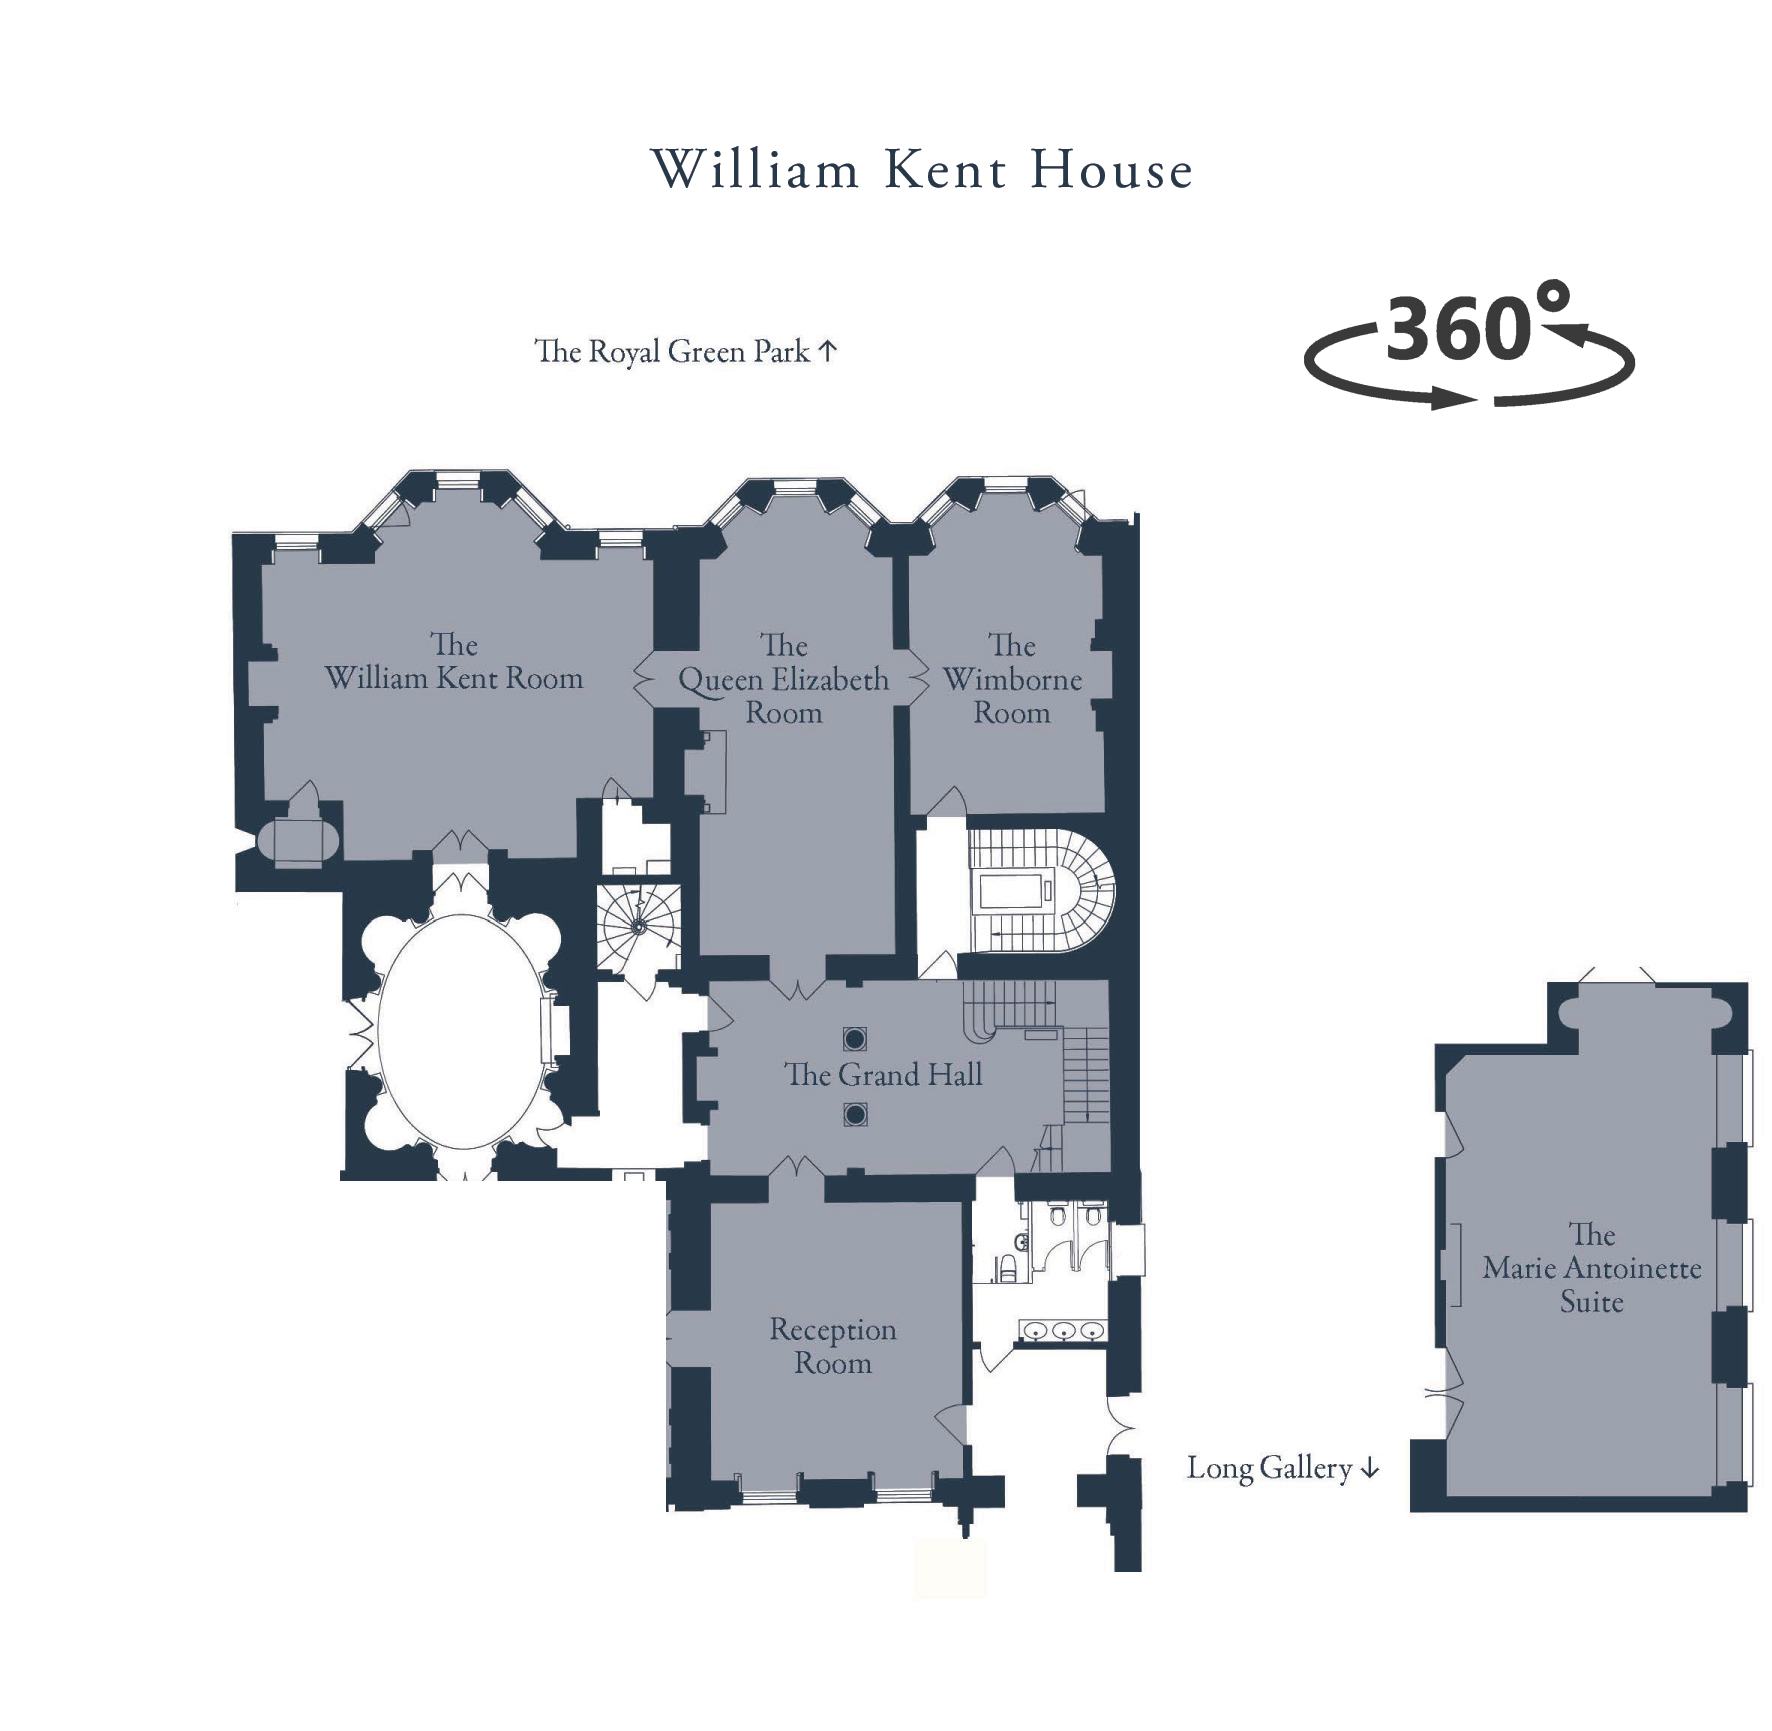 William Kent House
360°
The Royal Green Park ↑
The
William Kent Room
The
Queen Elizabeth
Room
The
Wimborne
Room
The Grand Hall
Reception
Room
The
Marie Antoinette
Suite
Long Gallery ↓